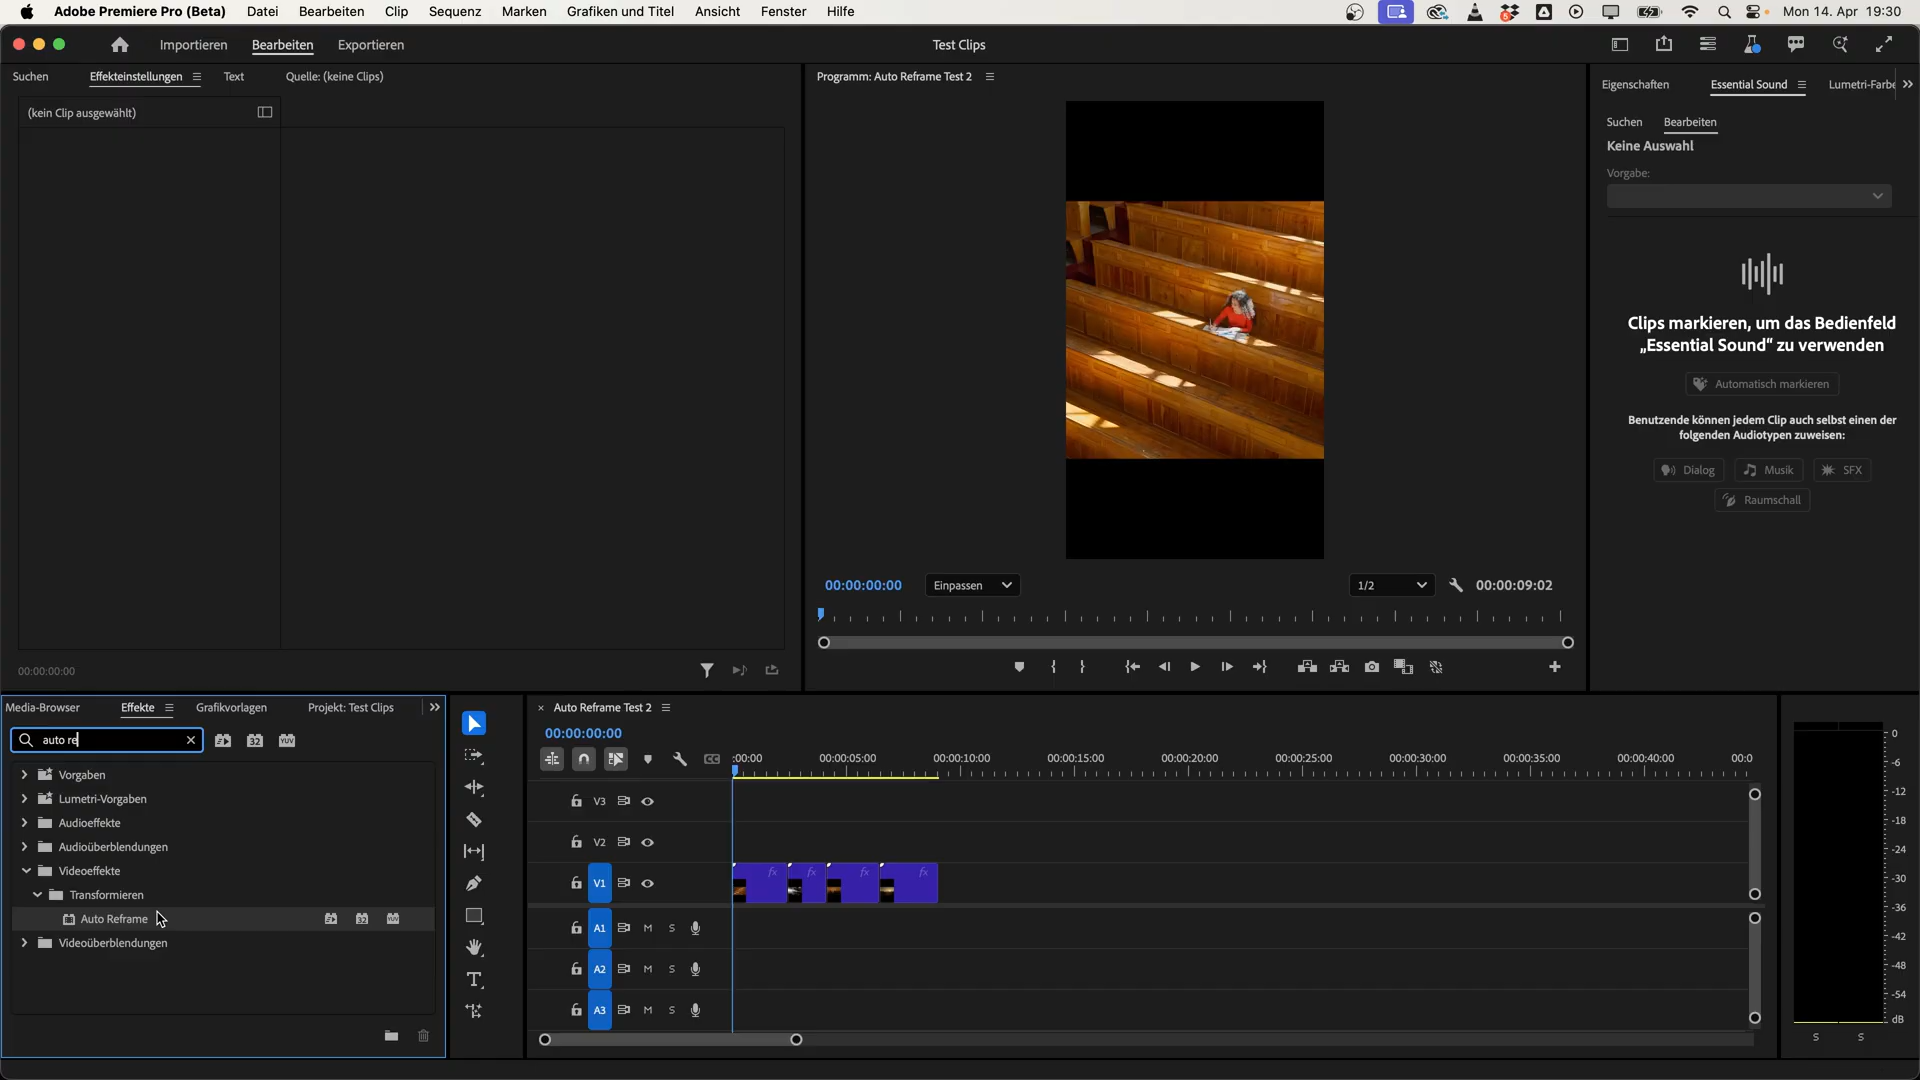 Adobe Premiere Pro (Beta) Datei Bearbeiten Clip Sequenz Marken Grafiken und Titel Ansicht Fenster Hilfe Mon 14. Apr 19:30
Importieren Bearbeiten Exportieren Test Clips
Suchen Effekteinstellungen Text Quelle: (keine Clips)
(kein Clip ausgewählt)
00:00:00:00
Programm: Auto Reframe Test 2
00:00:00:00 Einpassen 1/2 00:00:09:02
Eigenschaften Essential Sound Lumetri-Farbe
Suchen Bearbeiten
Keine Auswahl
Vorgabe:
Clips markieren, um das Bedienfeld
„Essential Sound“ zu verwenden
Automatisch markieren
Benutzende können jedem Clip auch selbst einen der
folgenden Audiotypen zuweisen:
Dialog Musik SFX
Raumschall
Media-Browser Effekte Grafikvorlagen Projekt: Test Clips
auto re 32 YUV
Vorgaben
Lumetri-Vorgaben
Audioeffekte
Audioüberblendungen
Videoeffekte
Transformieren
Auto Reframe
Videoüberblendungen
Auto Reframe Test 2
00:00:00:00
:00:00 00:00:05:00 00:00:10:00 00:00:15:00 00:00:20:00 00:00:25:00 00:00:30:00 00:00:35:00 00:00:40:00 00:0
V3
V2
V1 fx fx fx fx
A1 M S
A2 M S
A3 M S
0
-6
-12
-18
-24
-30
-36
-42
-48
-54
dB
S S